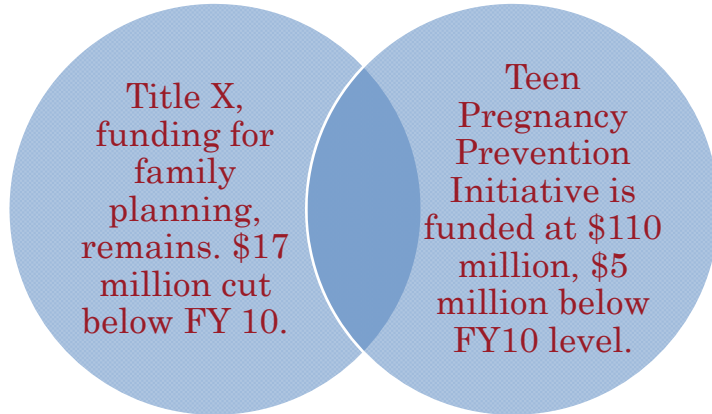 Title X,
funding for
family
planning,
remains. $17
million cut
below FY 10.
Teen
Pregnancy
Prevention
Initiative is
funded at $110
million, $5
million below
FY10 level.